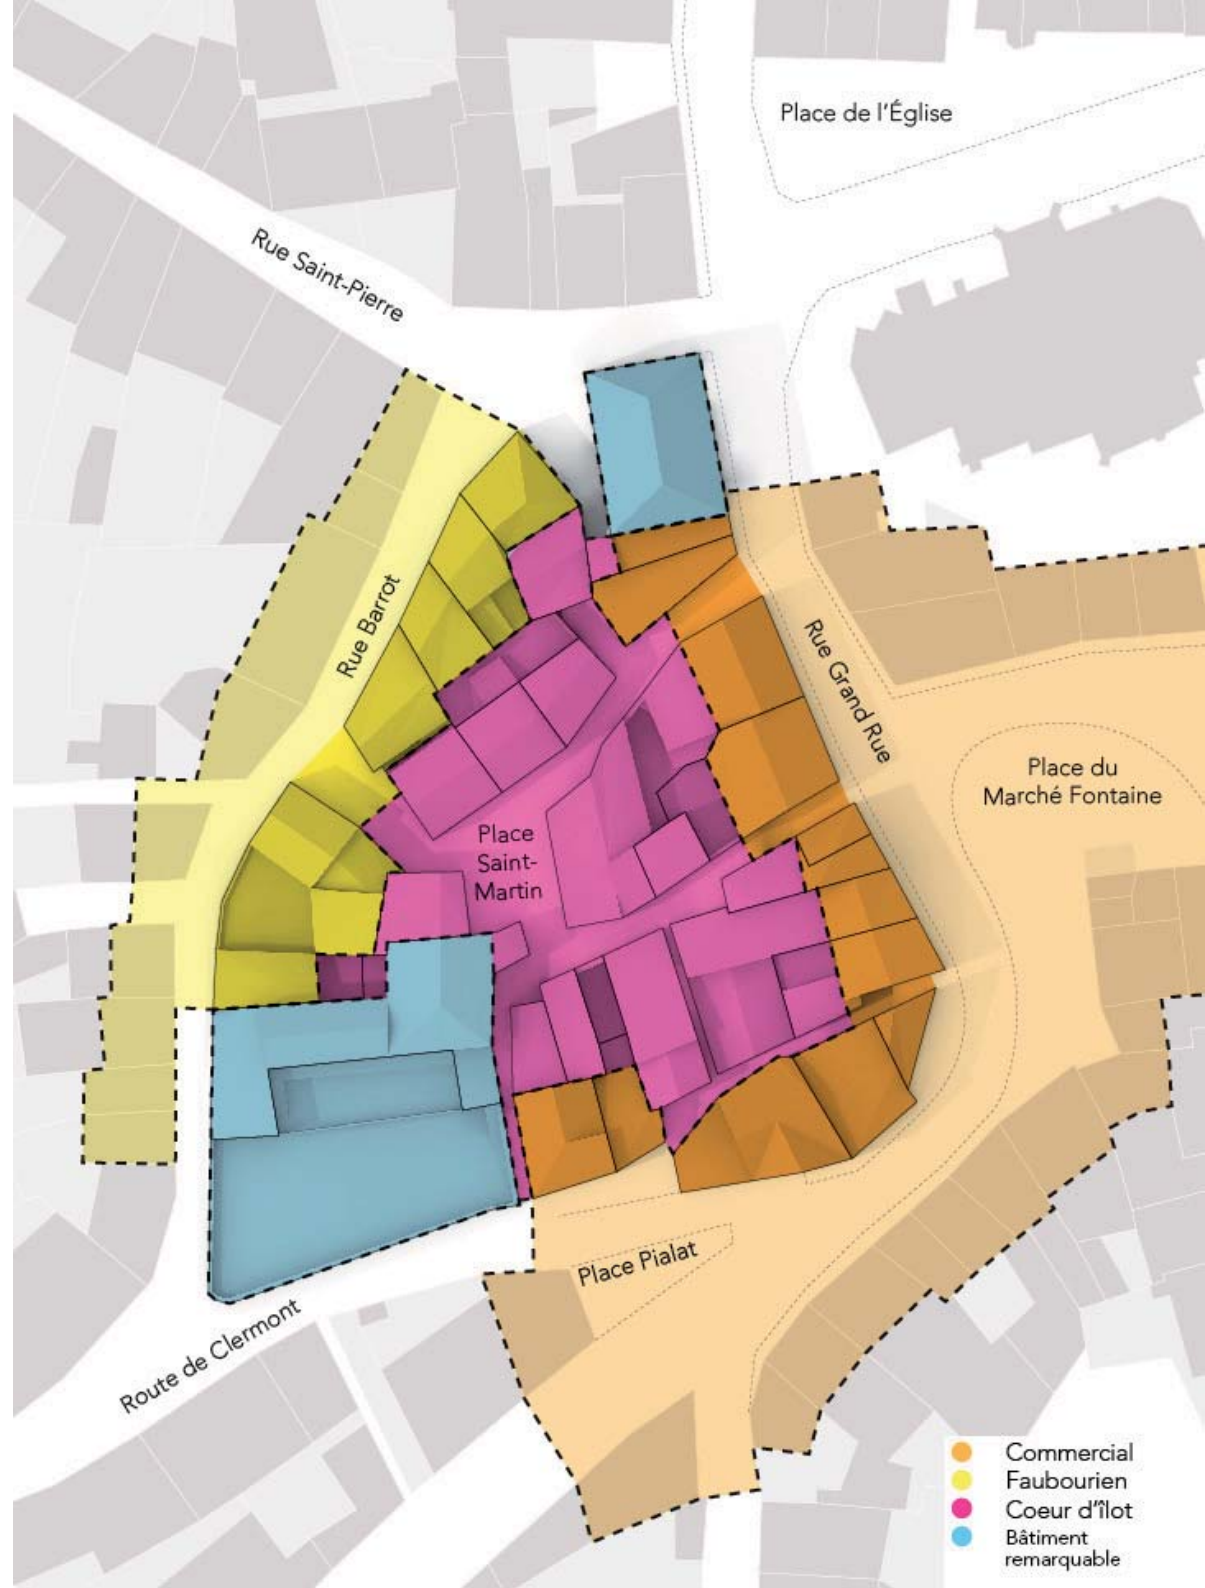 Place de l'Église
Rue Saint-Pierre
Rue Barrot
Rue Grand Rue
Place du
Marché Fontaine
Place
Saint-
Martin
Place Pialat
Route de Clermont
Commercial
Faubourien
Coeur d'îlot
Bâtiment
remarquable